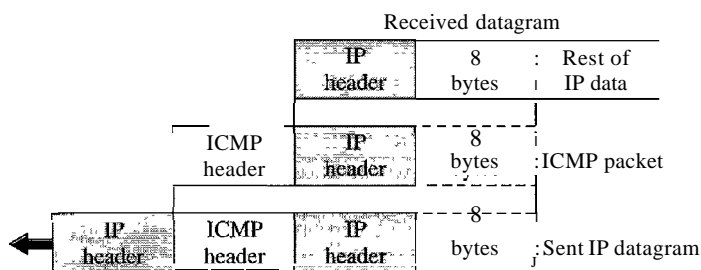 Received datagram
IP header
8 bytes
: Rest of IP data
ICMP header
IP header
8 bytes
:ICMP packet
IP header
ICMP header
IP header
8 bytes
:Sent IP datagram